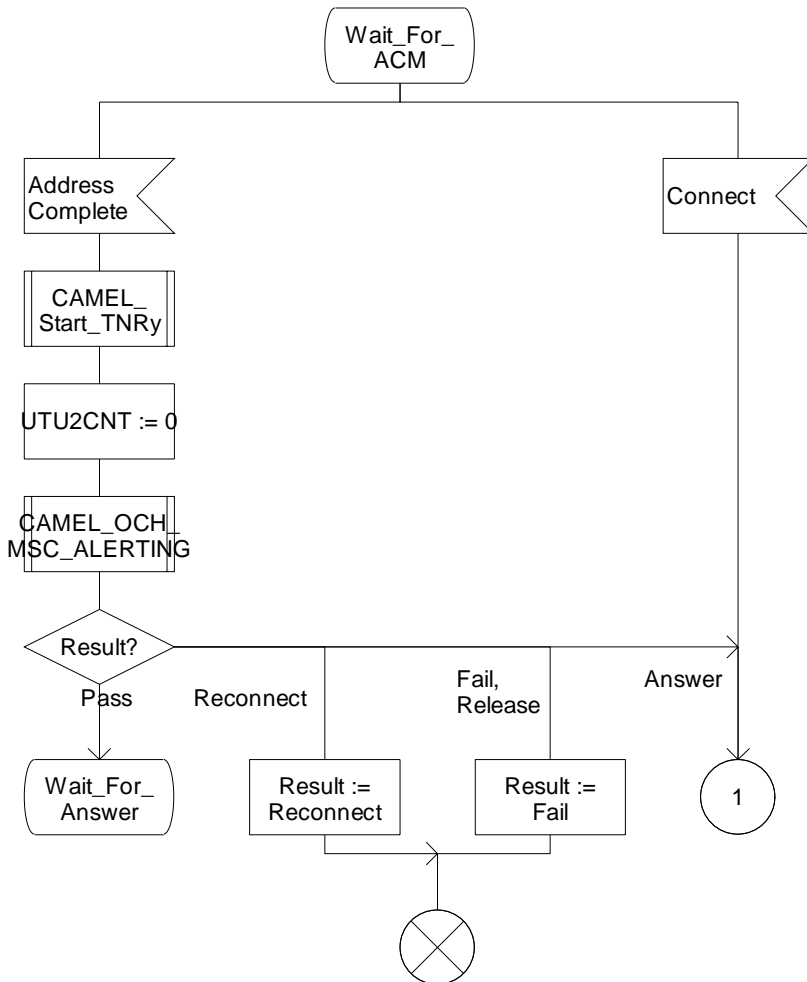 Wait_For_
ACM
Address
Complete
Connect
CAMEL_
Start_TNRy
UTU2CNT := 0
CAMEL_OCH_
MSC_ALERTING
Result?
Pass
Reconnect
Fail,
Release
Answer
Wait_For_
Answer
Result :=
Reconnect
Result :=
Fail
1